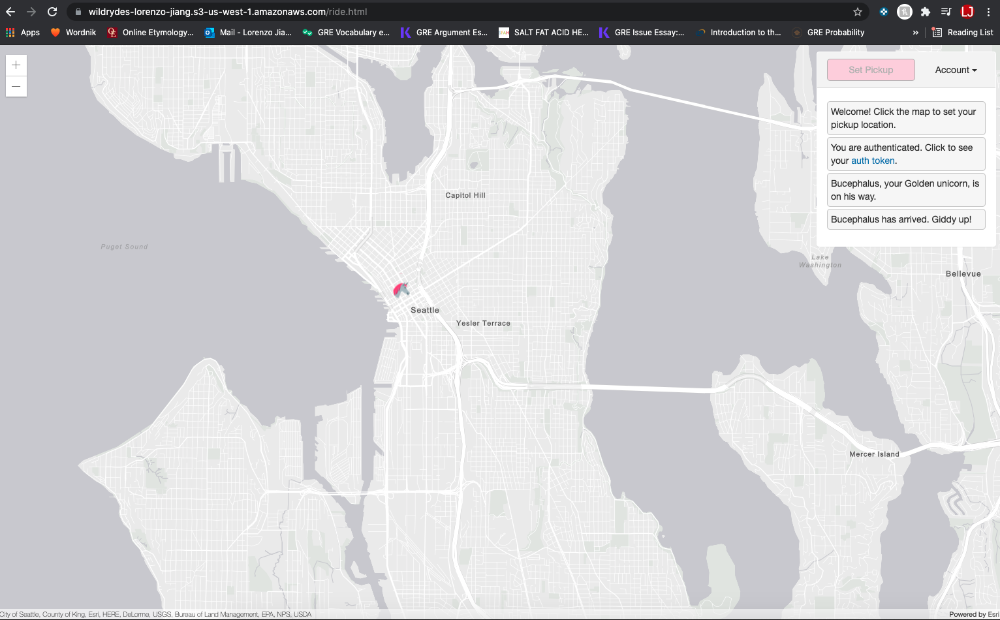 wildrydes-lorenzo-jiang.s3-us-west-1.amazonaws.com/ride.html
LJ
Apps
Wordnik
Online Etymology...
Mail - Lorenzo Jia...
GRE Vocabulary e...
GRE Argument Es...
SALT FAT ACID HE...
GRE Issue Essay:...
Introduction to th...
GRE Probability
»
Reading List
+
−
Set Pickup
Account
Welcome! Click the map to set your
pickup location.
You are authenticated. Click to see
your auth token.
Bucephalus, your Golden unicorn, is
on his way.
Bucephalus has arrived. Giddy up!
Capitol Hill
Puget Sound
Lake
Washington
Bellevue
Seattle
Yesler Terrace
Mercer Island
City of Seattle, County of King, Esri, HERE, DeLorme, USGS, Bureau of Land Management, EPA, NPS, USDA
Powered by Esri